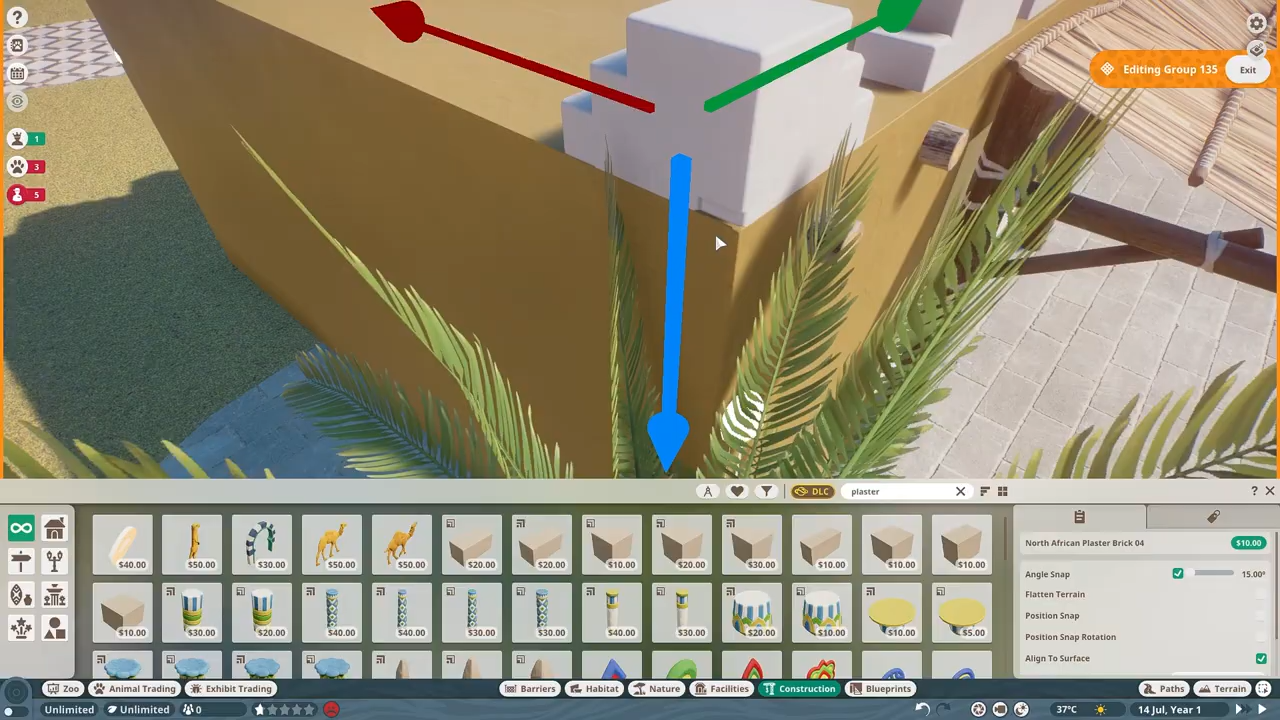 ?
Editing Group 135
Exit
1
3
5
DLC
plaster
?
$40.00
$50.00
$30.00
$50.00
$50.00
$20.00
$20.00
$10.00
$20.00
$30.00
$10.00
$10.00
$10.00
$10.00
$30.00
$20.00
$40.00
$40.00
$30.00
$30.00
$40.00
$30.00
$20.00
$10.00
$10.00
$5.00
North African Plaster Brick 04
$10.00
Angle Snap
15.00°
Flatten Terrain
Position Snap
Position Snap Rotation
Align To Surface
Zoo
Animal Trading
Exhibit Trading
Barriers
Habitat
Nature
Facilities
Construction
Blueprints
Paths
Terrain
Unlimited
Unlimited
0
37°C
14 Jul, Year 1